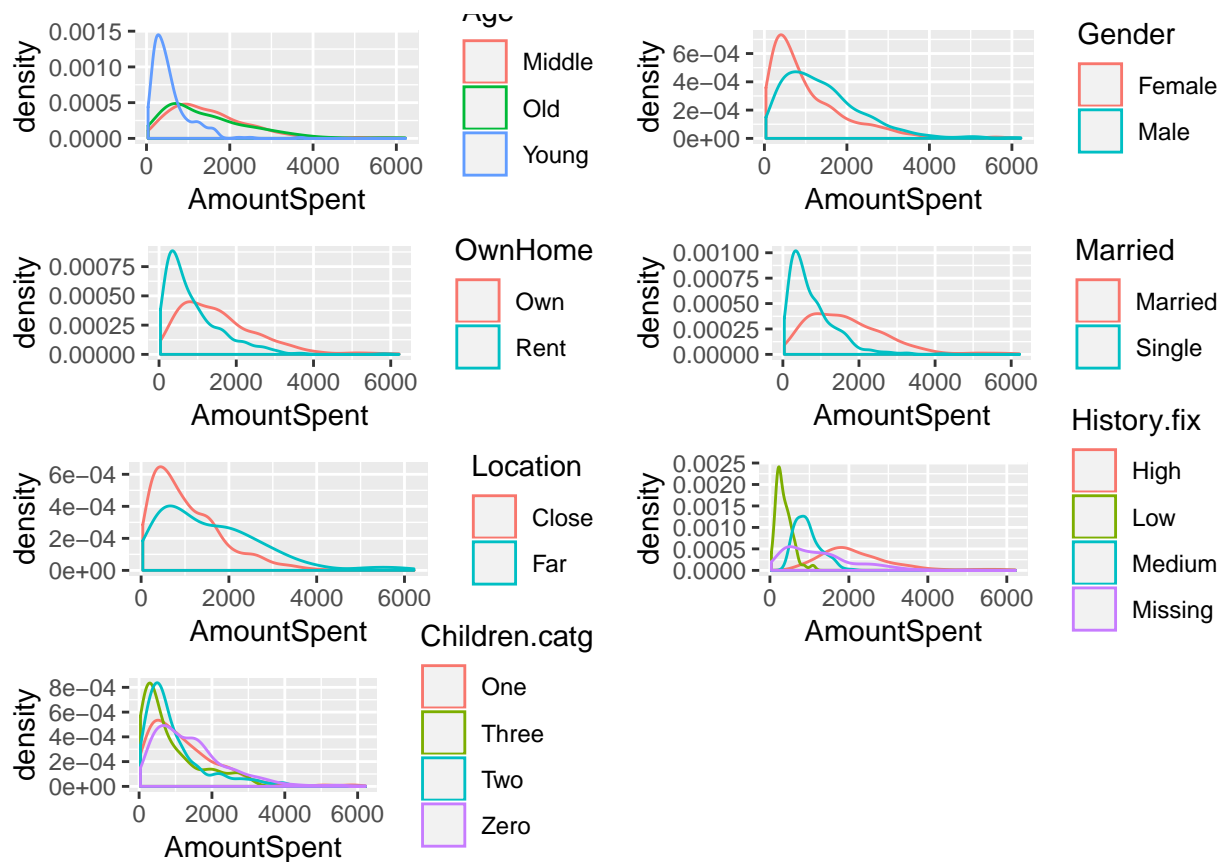 Age
density
0.0015
0.0010
0.0005
0.0000
0 2000 4000 6000
AmountSpent
Middle
Old
Young
density
6e−04
4e−04
2e−04
0e+00
0 2000 4000 6000
AmountSpent
Gender
Female
Male
density
0.00075
0.00050
0.00025
0.00000
0 2000 4000 6000
AmountSpent
OwnHome
Own
Rent
density
0.00100
0.00075
0.00050
0.00025
0.00000
0 2000 4000 6000
AmountSpent
Married
Married
Single
density
6e−04
4e−04
2e−04
0e+00
0 2000 4000 6000
AmountSpent
Location
Close
Far
density
0.0025
0.0020
0.0015
0.0010
0.0005
0.0000
0 2000 4000 6000
AmountSpent
History.fix
High
Low
Medium
Missing
density
8e−04
6e−04
4e−04
2e−04
0e+00
0 2000 4000 6000
AmountSpent
Children.catg
One
Three
Two
Zero